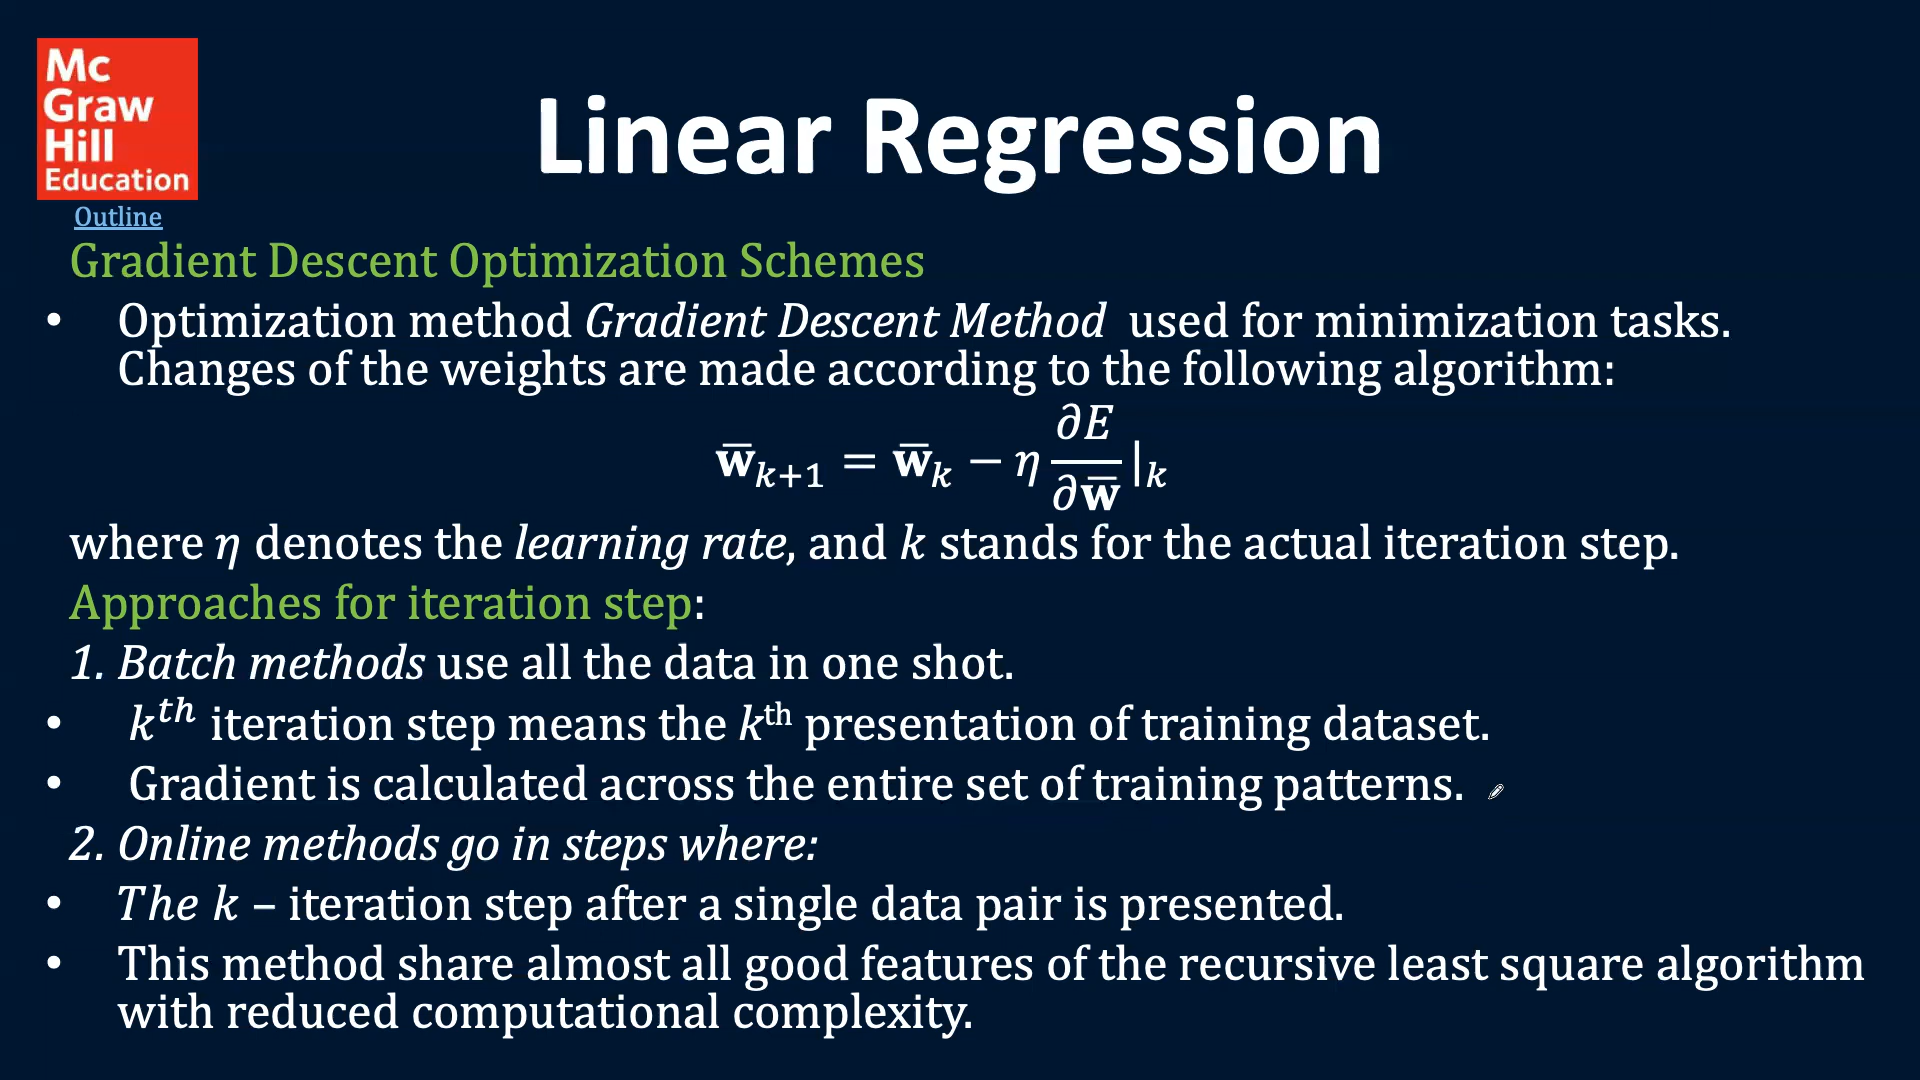 Mc
Graw
Hill
Education
Linear Regression
Outline
Gradient Descent Optimization Schemes
• Optimization method Gradient Descent Method used for minimization tasks.
Changes of the weights are made according to the following algorithm:
w̅ₖ₊₁ = w̅ₖ − η ∂E/∂w̅ |ₖ
where η denotes the learning rate, and k stands for the actual iteration step.
Approaches for iteration step:
1. Batch methods use all the data in one shot.
• kᵗʰ iteration step means the kᵗʰ presentation of training dataset.
• Gradient is calculated across the entire set of training patterns.
2. Online methods go in steps where:
• The k – iteration step after a single data pair is presented.
• This method share almost all good features of the recursive least square algorithm
with reduced computational complexity.